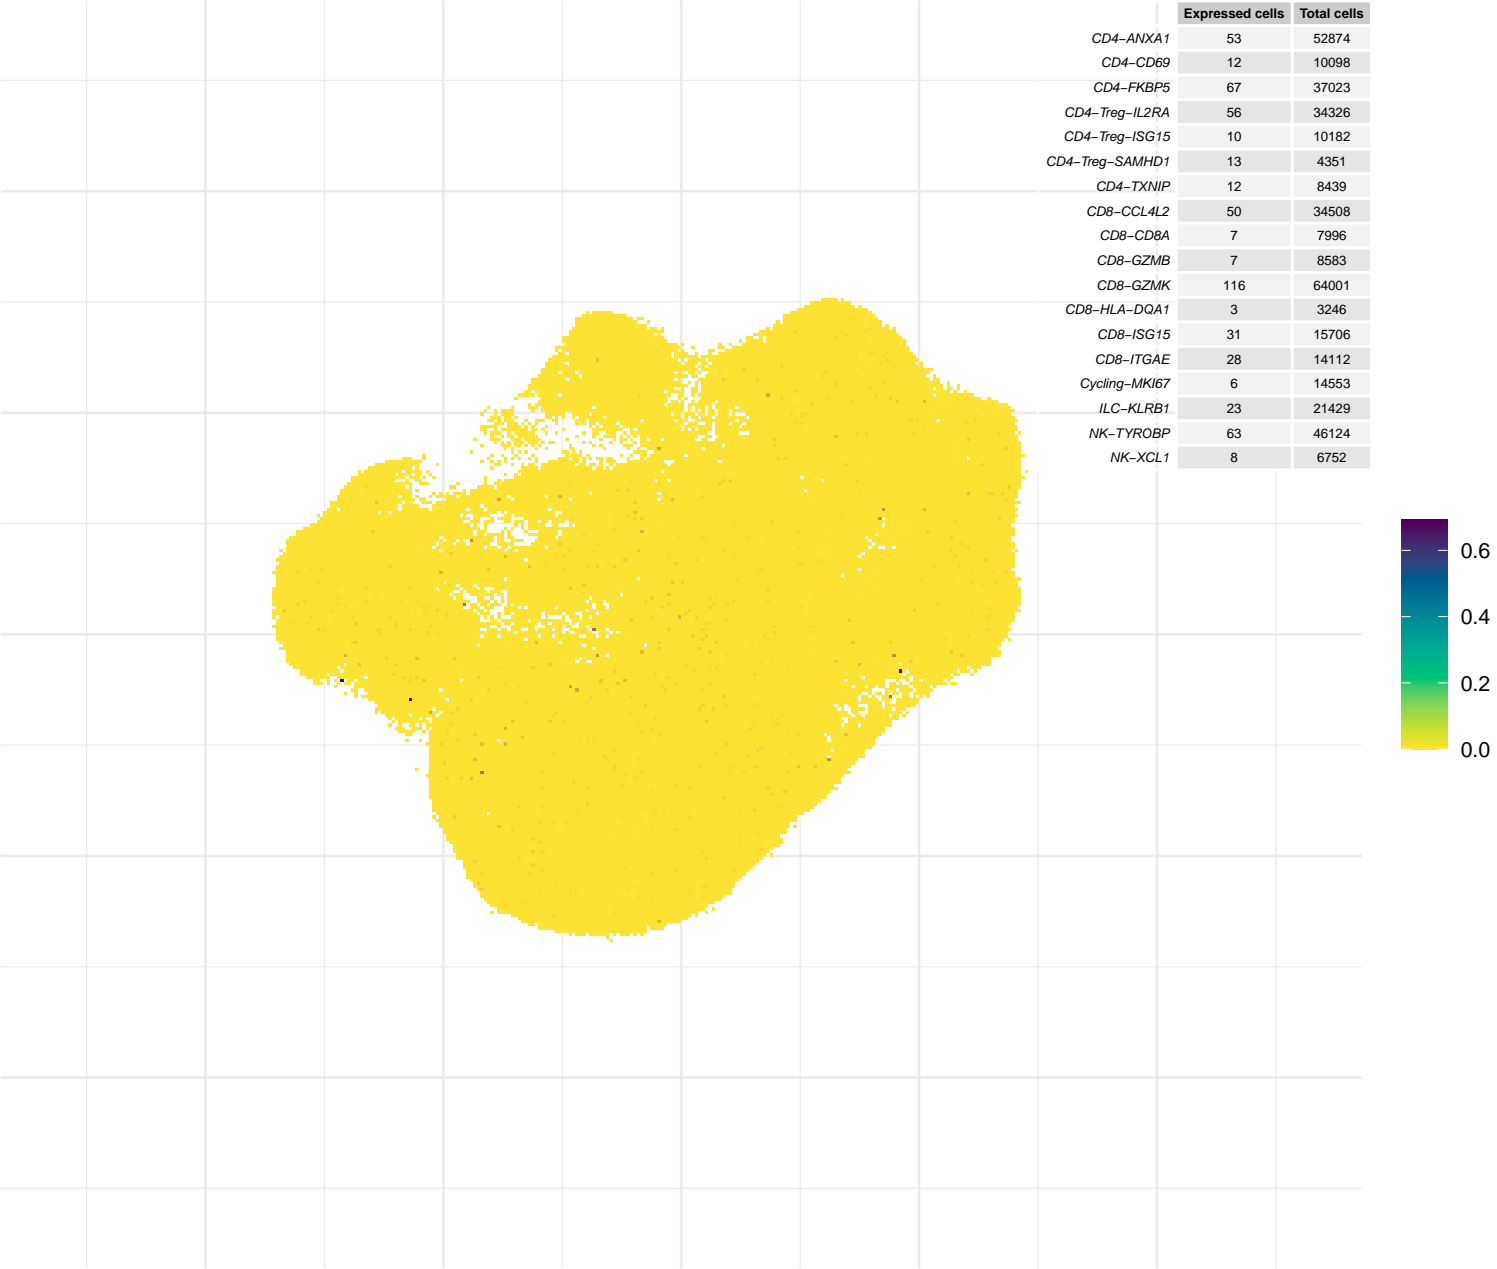 Expressed cells Total cells
CD4−ANXA1 53 52874
CD4−CD69 12 10098
CD4−FKBP5 67 37023
CD4−Treg−IL2RA 56 34326
CD4−Treg−ISG15 10 10182
CD4−Treg−SAMHD1 13 4351
CD4−TXNIP 12 8439
CD8−CCL4L2 50 34508
CD8−CD8A 7 7996
CD8−GZMB 7 8583
CD8−GZMK 116 64001
CD8−HLA−DQA1 3 3246
CD8−ISG15 31 15706
CD8−ITGAE 28 14112
Cycling−MKI67 6 14553
ILC−KLRB1 23 21429
NK−TYROBP 63 46124
NK−XCL1 8 6752
0.6
0.4
0.2
0.0